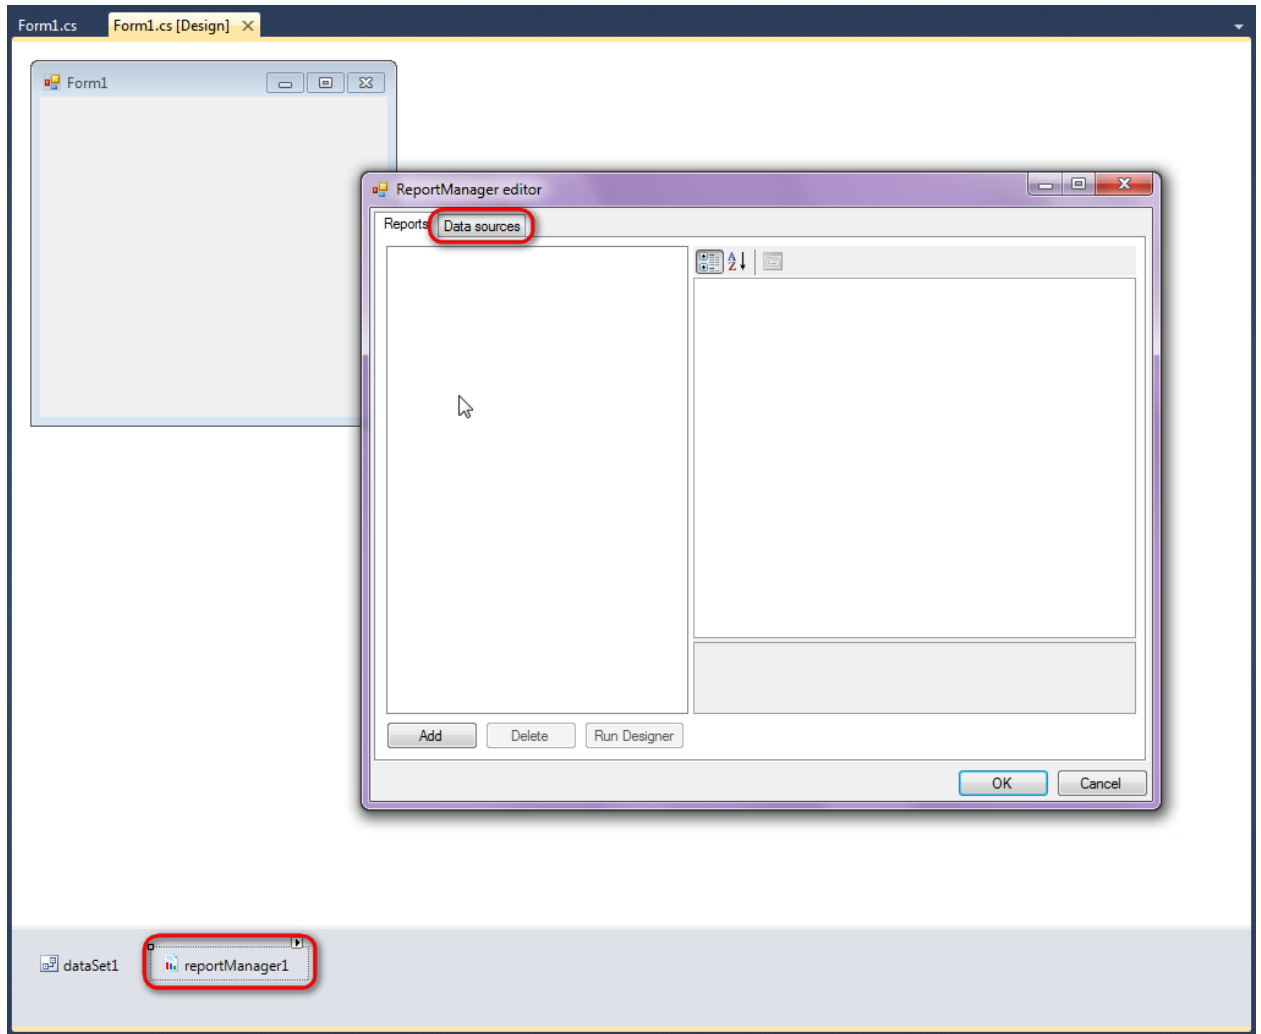 Form1.cs Form1.cs [Design]
Form1
ReportManager editor
Reports Data sources
A
Z
Add Delete Run Designer
OK Cancel
dataSet1 reportManager1